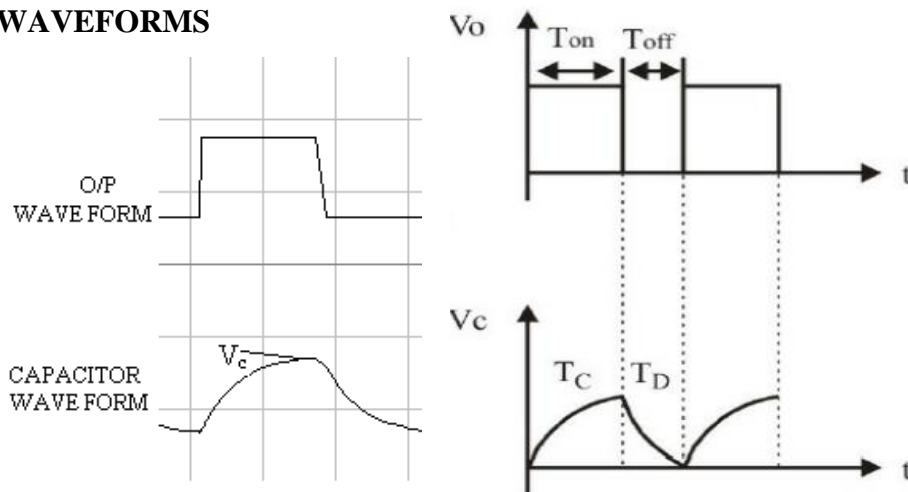 WAVEFORMS
O/P
WAVE FORM
Vc
CAPACITOR
WAVE FORM
Vo
Ton Toff
t
Vc
TC TD
t